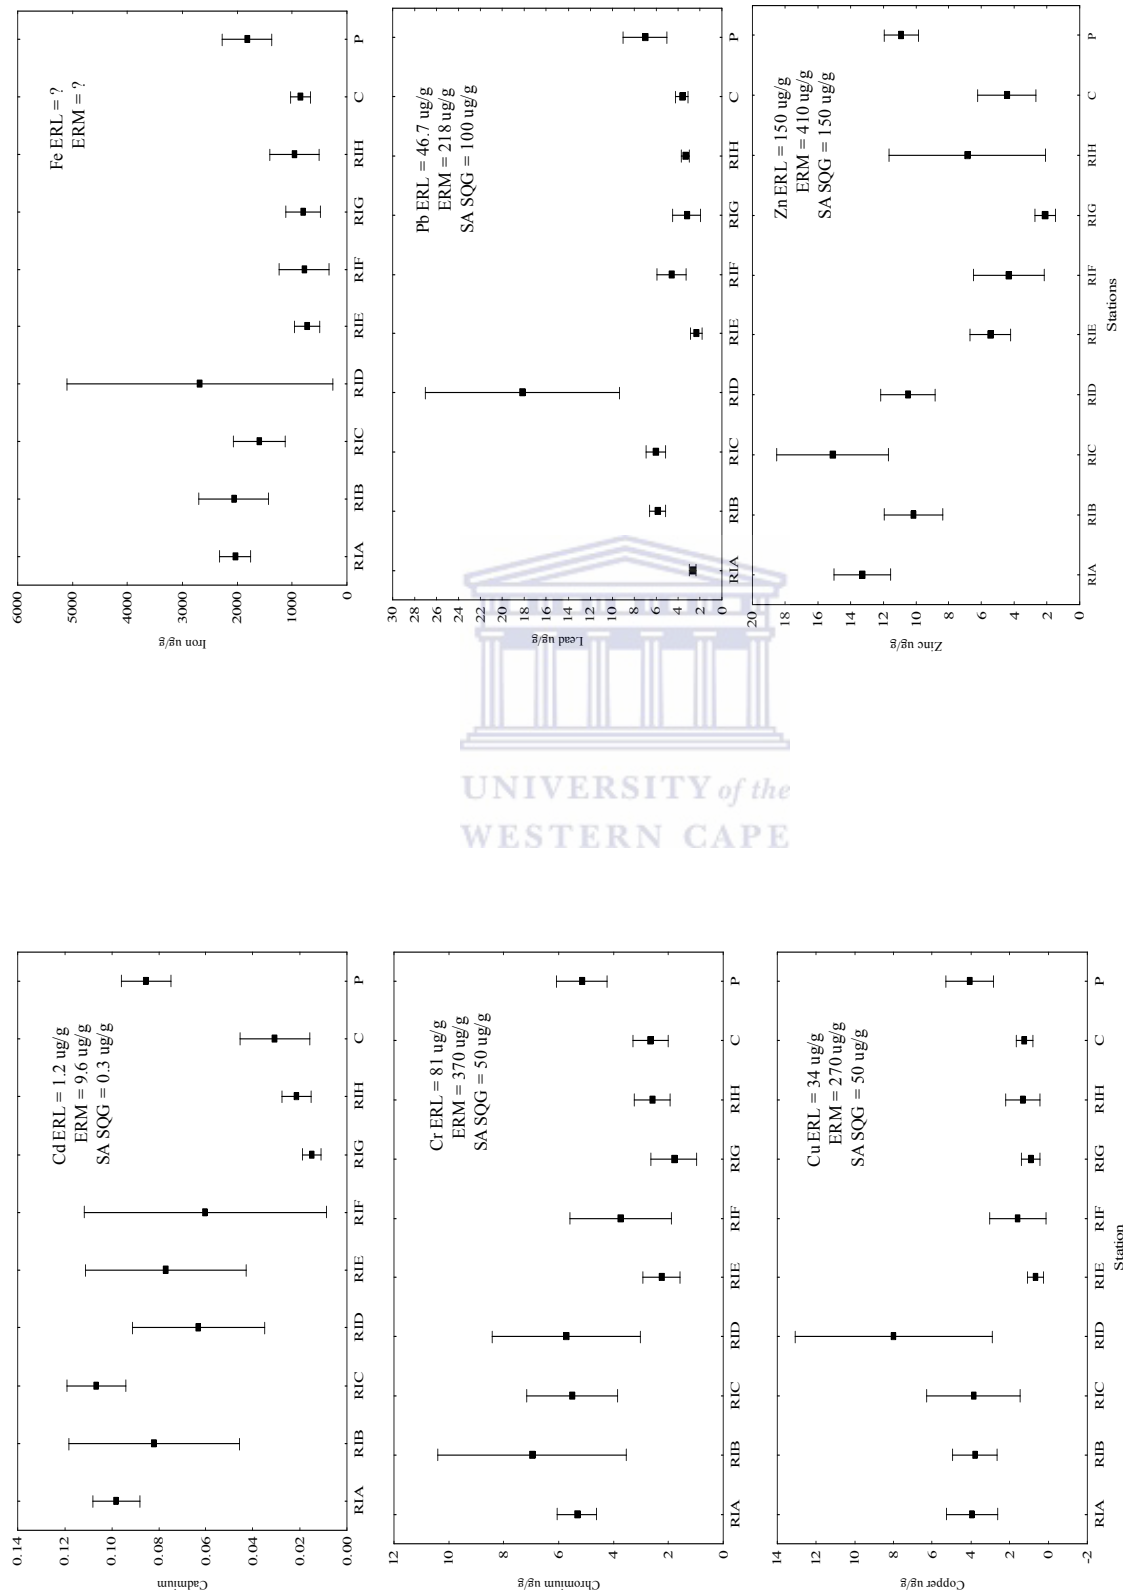 Cd ERL = 1.2 ug/g
ERM = 9.6 ug/g
SA SQG = 0.3 ug/g
Cadmium
0.14
0.12
0.10
0.08
0.06
0.04
0.02
0.00
RIA RIB RIC RID RIE RIF RIG RIH C P
Cr ERL = 81 ug/g
ERM = 370 ug/g
SA SQG = 50 ug/g
Chromium ug/g
12
10
8
6
4
2
0
RIA RIB RIC RID RIE RIF RIG RIH C P
Cu ERL = 34 ug/g
ERM = 270 ug/g
SA SQG = 50 ug/g
Copper ug/g
14
12
10
8
6
4
2
0
-2
RIA RIB RIC RID RIE RIF RIG RIH C P
Station
Fe ERL = ?
ERM = ?
Iron ug/g
6000
5000
4000
3000
2000
1000
0
RIA RIB RIC RID RIE RIF RIG RIH C P
Pb ERL = 46.7 ug/g
ERM = 218 ug/g
SA SQG = 100 ug/g
Lead ug/g
30
28
26
24
22
20
18
16
14
12
10
8
6
4
2
0
RIA RIB RIC RID RIE RIF RIG RIH C P
Zn ERL = 150 ug/g
ERM = 410 ug/g
SA SQG = 150 ug/g
Zinc ug/g
20
18
16
14
12
10
8
6
4
2
0
RIA RIB RIC RID RIE RIF RIG RIH C P
Stations
UNIVERSITY of the
WESTERN CAPE